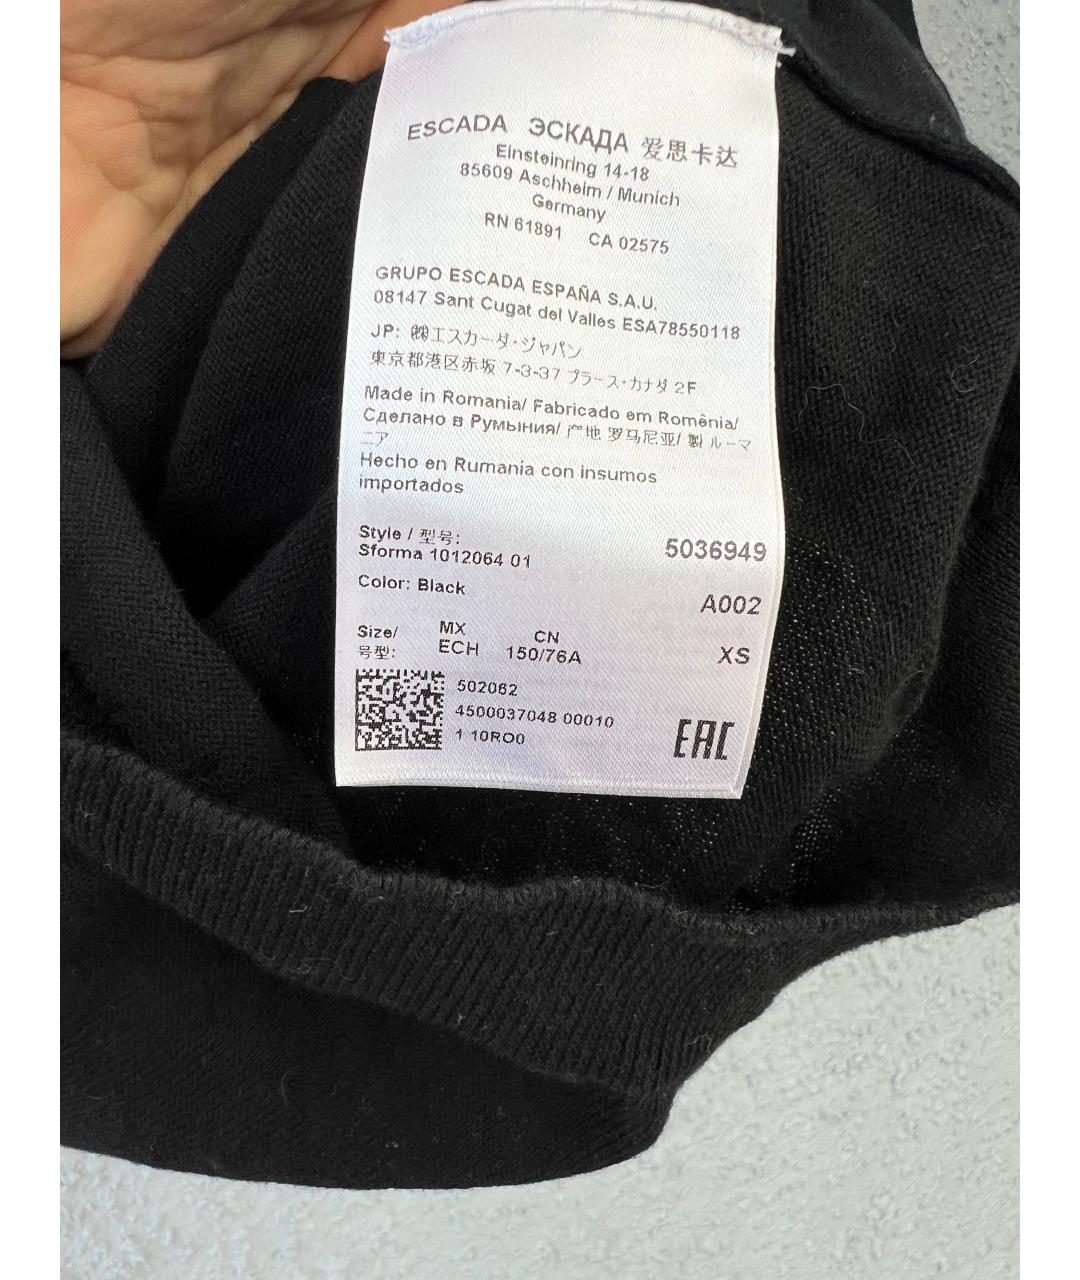 ESCADA ЭСКАДА 爱思卡达
Einsteinring 14-18
85609 Aschheim / Munich
Germany
RN 61891 CA 02575
GRUPO ESCADA ESPAÑA S.A.U.
08147 Sant Cugat del Valles ESA78550118
JP: ㈱エスカーダ・ジャパン
東京都港区赤坂 7-3-37 プラース・カナダ 2F
Made in Romania/ Fabricado em Romênia/
Сделано в Румыния/ 产地 罗马尼亚/ 製 ルーマ
ニア
Hecho en Rumania con insumos
importados
Style / 型号: 5036949
Sforma 1012064 01
Color: Black A002
Size/ MX CN
号型: ECH 150/76A XS
502062
4500037048 00010
1 10RO0
EAC